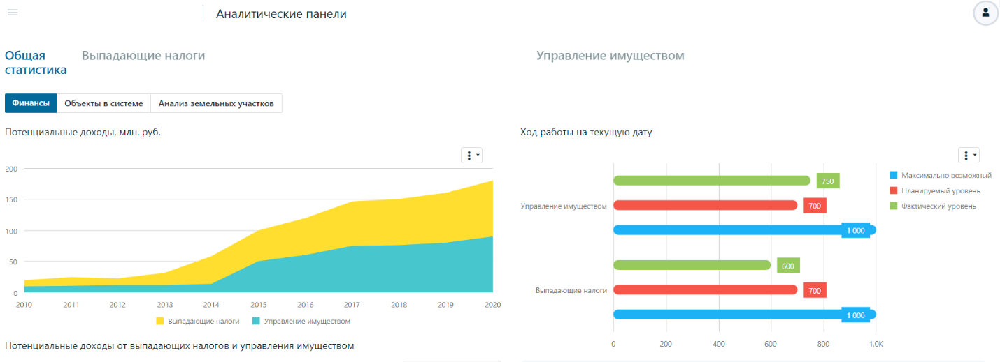 Аналитические панели
Общая
статистика
Выпадающие налоги
Управление имуществом
Финансы
Объекты в системе
Анализ земельных участков
Потенциальные доходы, млн. руб.
200
150
100
50
0
2010 2011 2012 2013 2014 2015 2016 2017 2018 2019 2020
Выпадающие налоги Управление имуществом
Потенциальные доходы от выпадающих налогов и управления имуществом
Ход работы на текущую дату
Максимально возможный
Планируемый уровень
Фактический уровень
750
Управление имуществом 700
1 000
600
Выпадающие налоги 700
1 000
0 200 400 600 800 1,0K